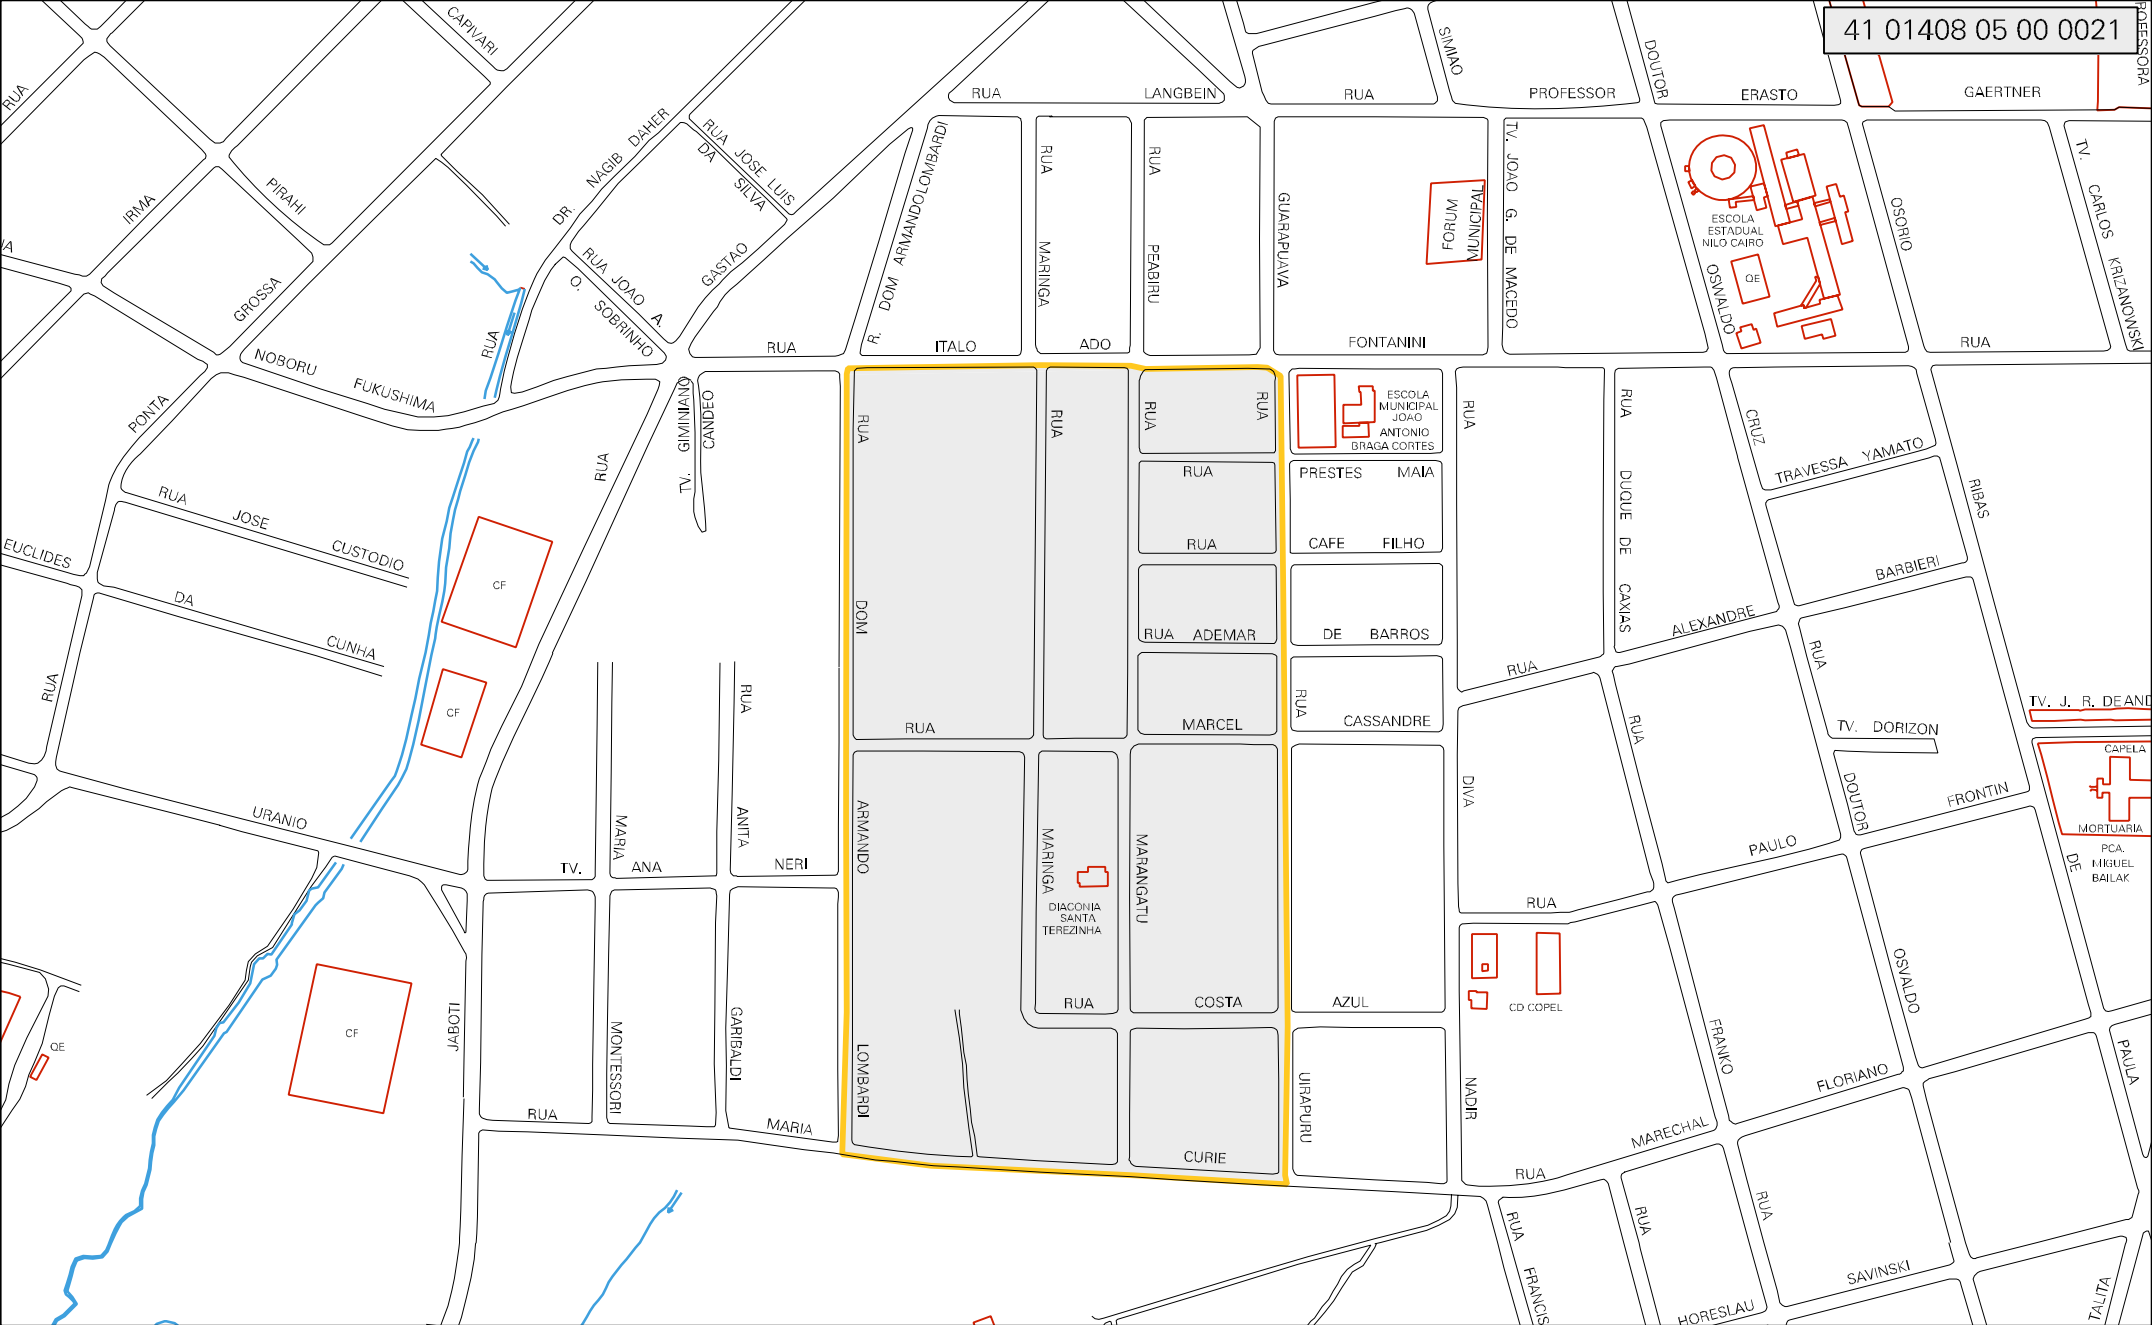 41 01408 05 00 0021
CAPIVARI
SIMIAO
DOUTOR
PROFESSORA
RUA
RUA
LANGBEIN
RUA
PROFESSOR
ERASTO
GAERTNER
DR.
NAGIB
DAHER
RUA JOSE LUIS
DA SILVA
IRMA
PIRAHI
GROSSA
RUA JOAO A.
O. SOBRINHO
GASTAO
R. DOM ARMANDOLOMBARDI
RUA
MARINGA
RUA
PEABIRU
GUARAPUAVA
FORUM
MUNICIPAL
TV. JOAO G. DE MACEDO
ESCOLA
ESTADUAL
NILO CAIRO
QE
OSWALDO
OSORIO
TV. CARLOS KRIZANOWSKI
RUA
NOBORU
FUKUSHIMA
RUA
ITALO
ADO
FONTANINI
RUA
PONTA
RUA
TV. GIMINIANO
CANDEO
RUA
RUA
RUA
RUA
ESCOLA
MUNICIPAL
JOAO
ANTONIO
BRAGA CORTES
RUA
RUA
CRUZ
TRAVESSA YAMATO
RUA
PRESTES
MAIA
RUA
JOSE
CUSTODIO
RUA
CAFE
FILHO
DUQUE
DE
CAXIAS
RIBAS
EUCLIDES
DA
CUNHA
CF
CF
DOM
RUA
ADEMAR
DE
BARROS
BARBIERI
ALEXANDRE
RUA
RUA
RUA
RUA
RUA
MARCEL
RUA
CASSANDRE
RUA
TV. J. R. DE AND
TV. DORIZON
CAPELA
MORTUARIA
PCA.
MIGUEL
BAILAK
URANIO
MARIA
ANITA
TV.
ANA
NERI
ARMANDO
MARINGA
DIACONIA
SANTA
TEREZINHA
MARANGATU
DIVA
DOUTOR
FRONTIN
PAULO
RUA
DE
RUA
COSTA
AZUL
CD COPEL
OSVALDO
QE
CF
JABOTI
MONTESSORI
GARIBALDI
LOMBARDI
UIRAPURU
NADIR
FRANKO
FLORIANO
PAULA
RUA
MARIA
CURIE
MARECHAL
RUA
RUA
RUA
RUA
FRANCIS
SAVINSKI
HORESLAU
TALITA